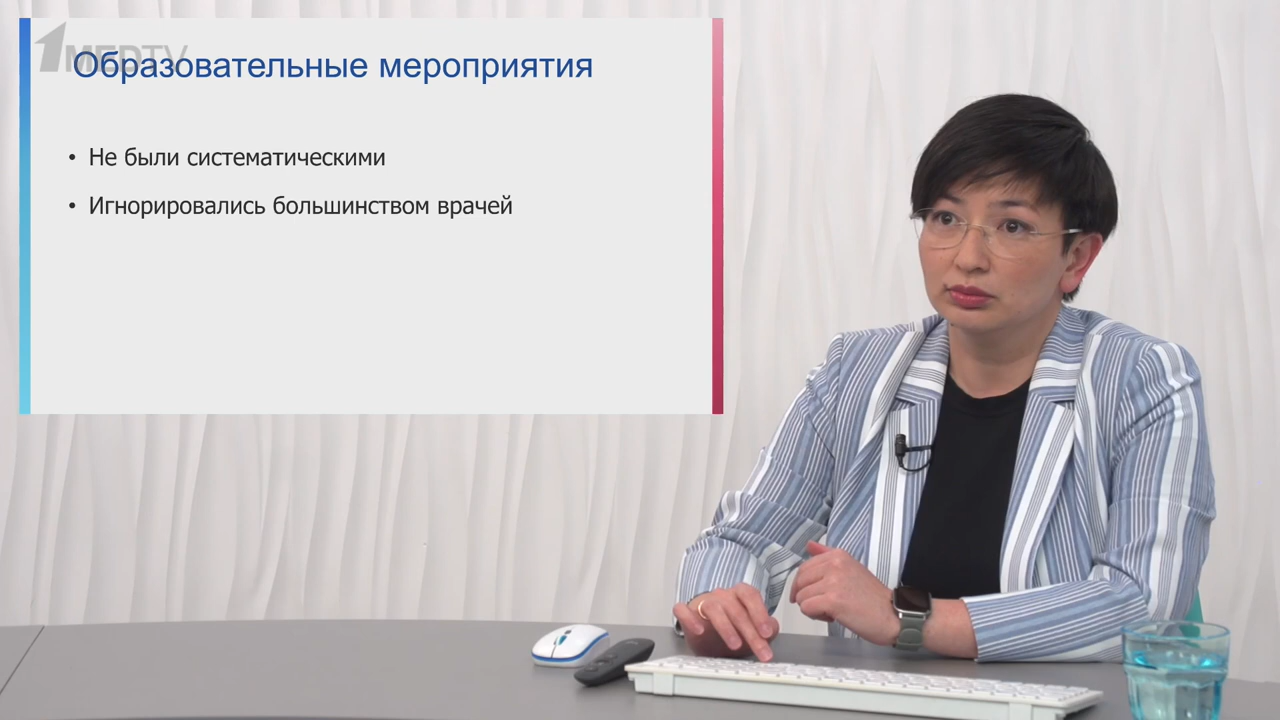 1MEDTV
Образовательные мероприятия
• Не были систематическими
• Игнорировались большинством врачей